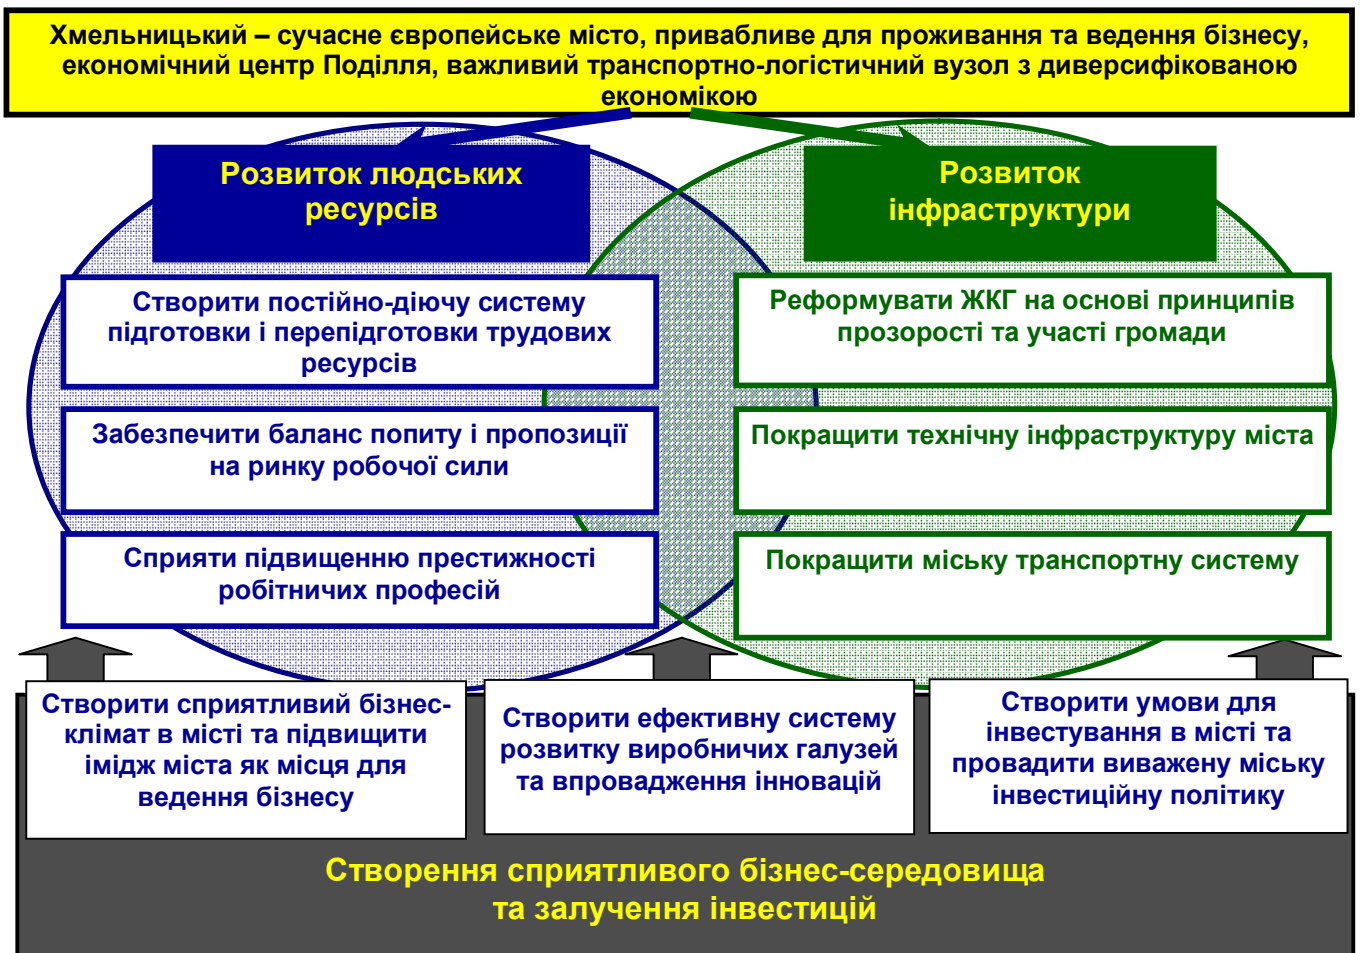 Хмельницький – сучасне європейське місто, привабливе для проживання та ведення бізнесу,
економічний центр Поділля, важливий транспортно-логістичний вузол з диверсифікованою
економікою
Розвиток людських
ресурсів
Створити постійно-діючу систему
підготовки і перепідготовки трудових
ресурсів
Забезпечити баланс попиту і пропозиції
на ринку робочої сили
Сприяти підвищенню престижності
робітничих професій
Розвиток
інфраструктури
Реформувати ЖКГ на основі принципів
прозорості та участі громади
Покращити технічну інфраструктуру міста
Покращити міську транспортну систему
Створити сприятливий бізнес-
клімат в місті та підвищити
імідж міста як місця для
ведення бізнесу
Створити ефективну систему
розвитку виробничих галузей
та впровадження інновацій
Створити умови для
інвестування в місті та
провадити виважену міську
інвестиційну політику
Створення сприятливого бізнес-середовища
та залучення інвестицій